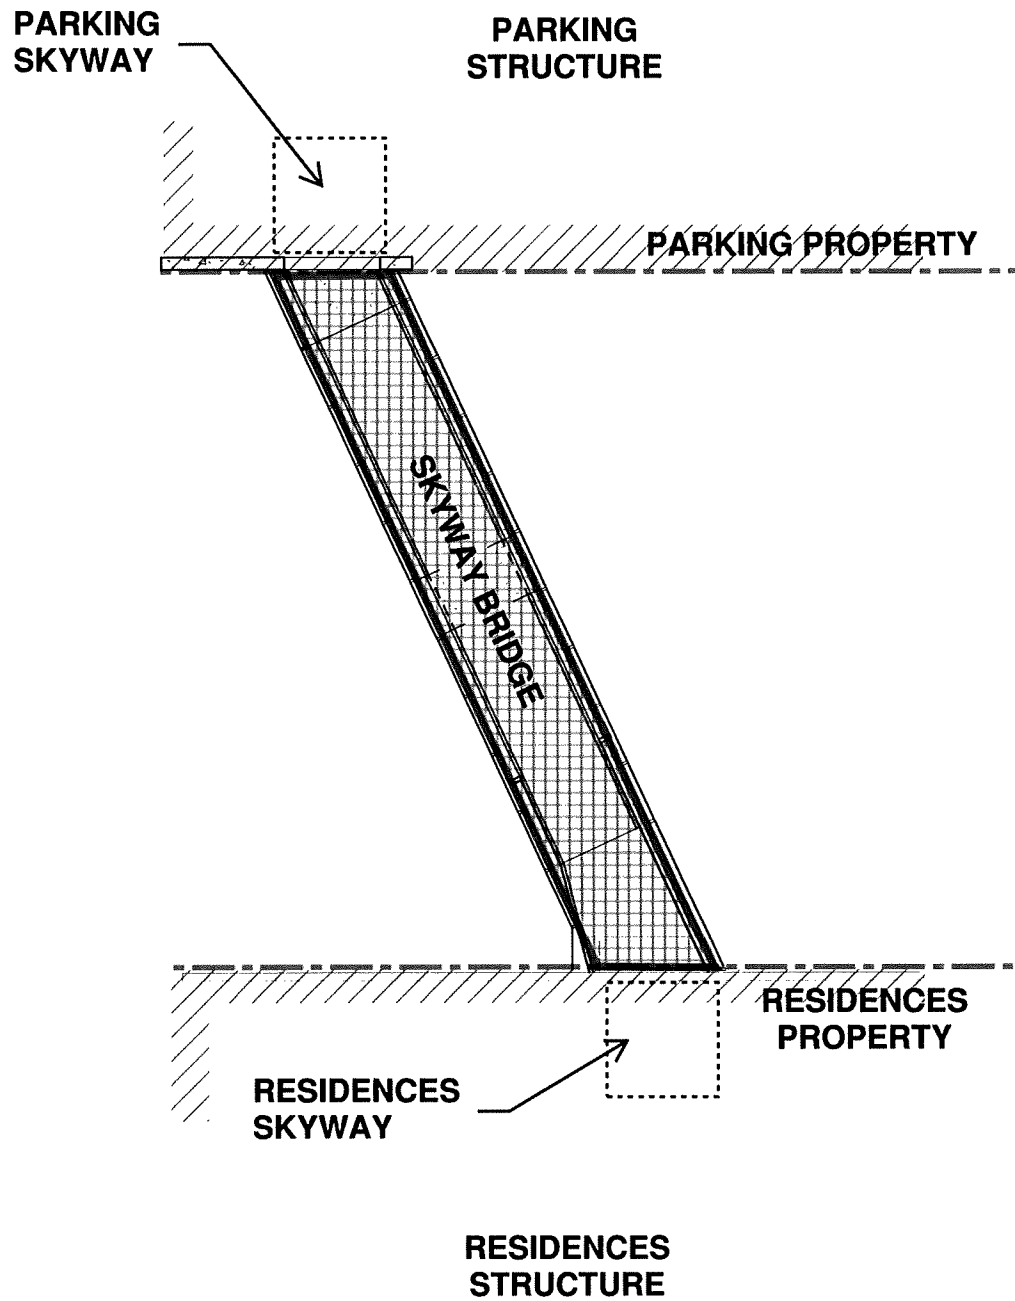 PARKING
SKYWAY
PARKING
STRUCTURE
PARKING PROPERTY
SKYWAY BRIDGE
RESIDENCES
PROPERTY
RESIDENCES
SKYWAY
RESIDENCES
STRUCTURE